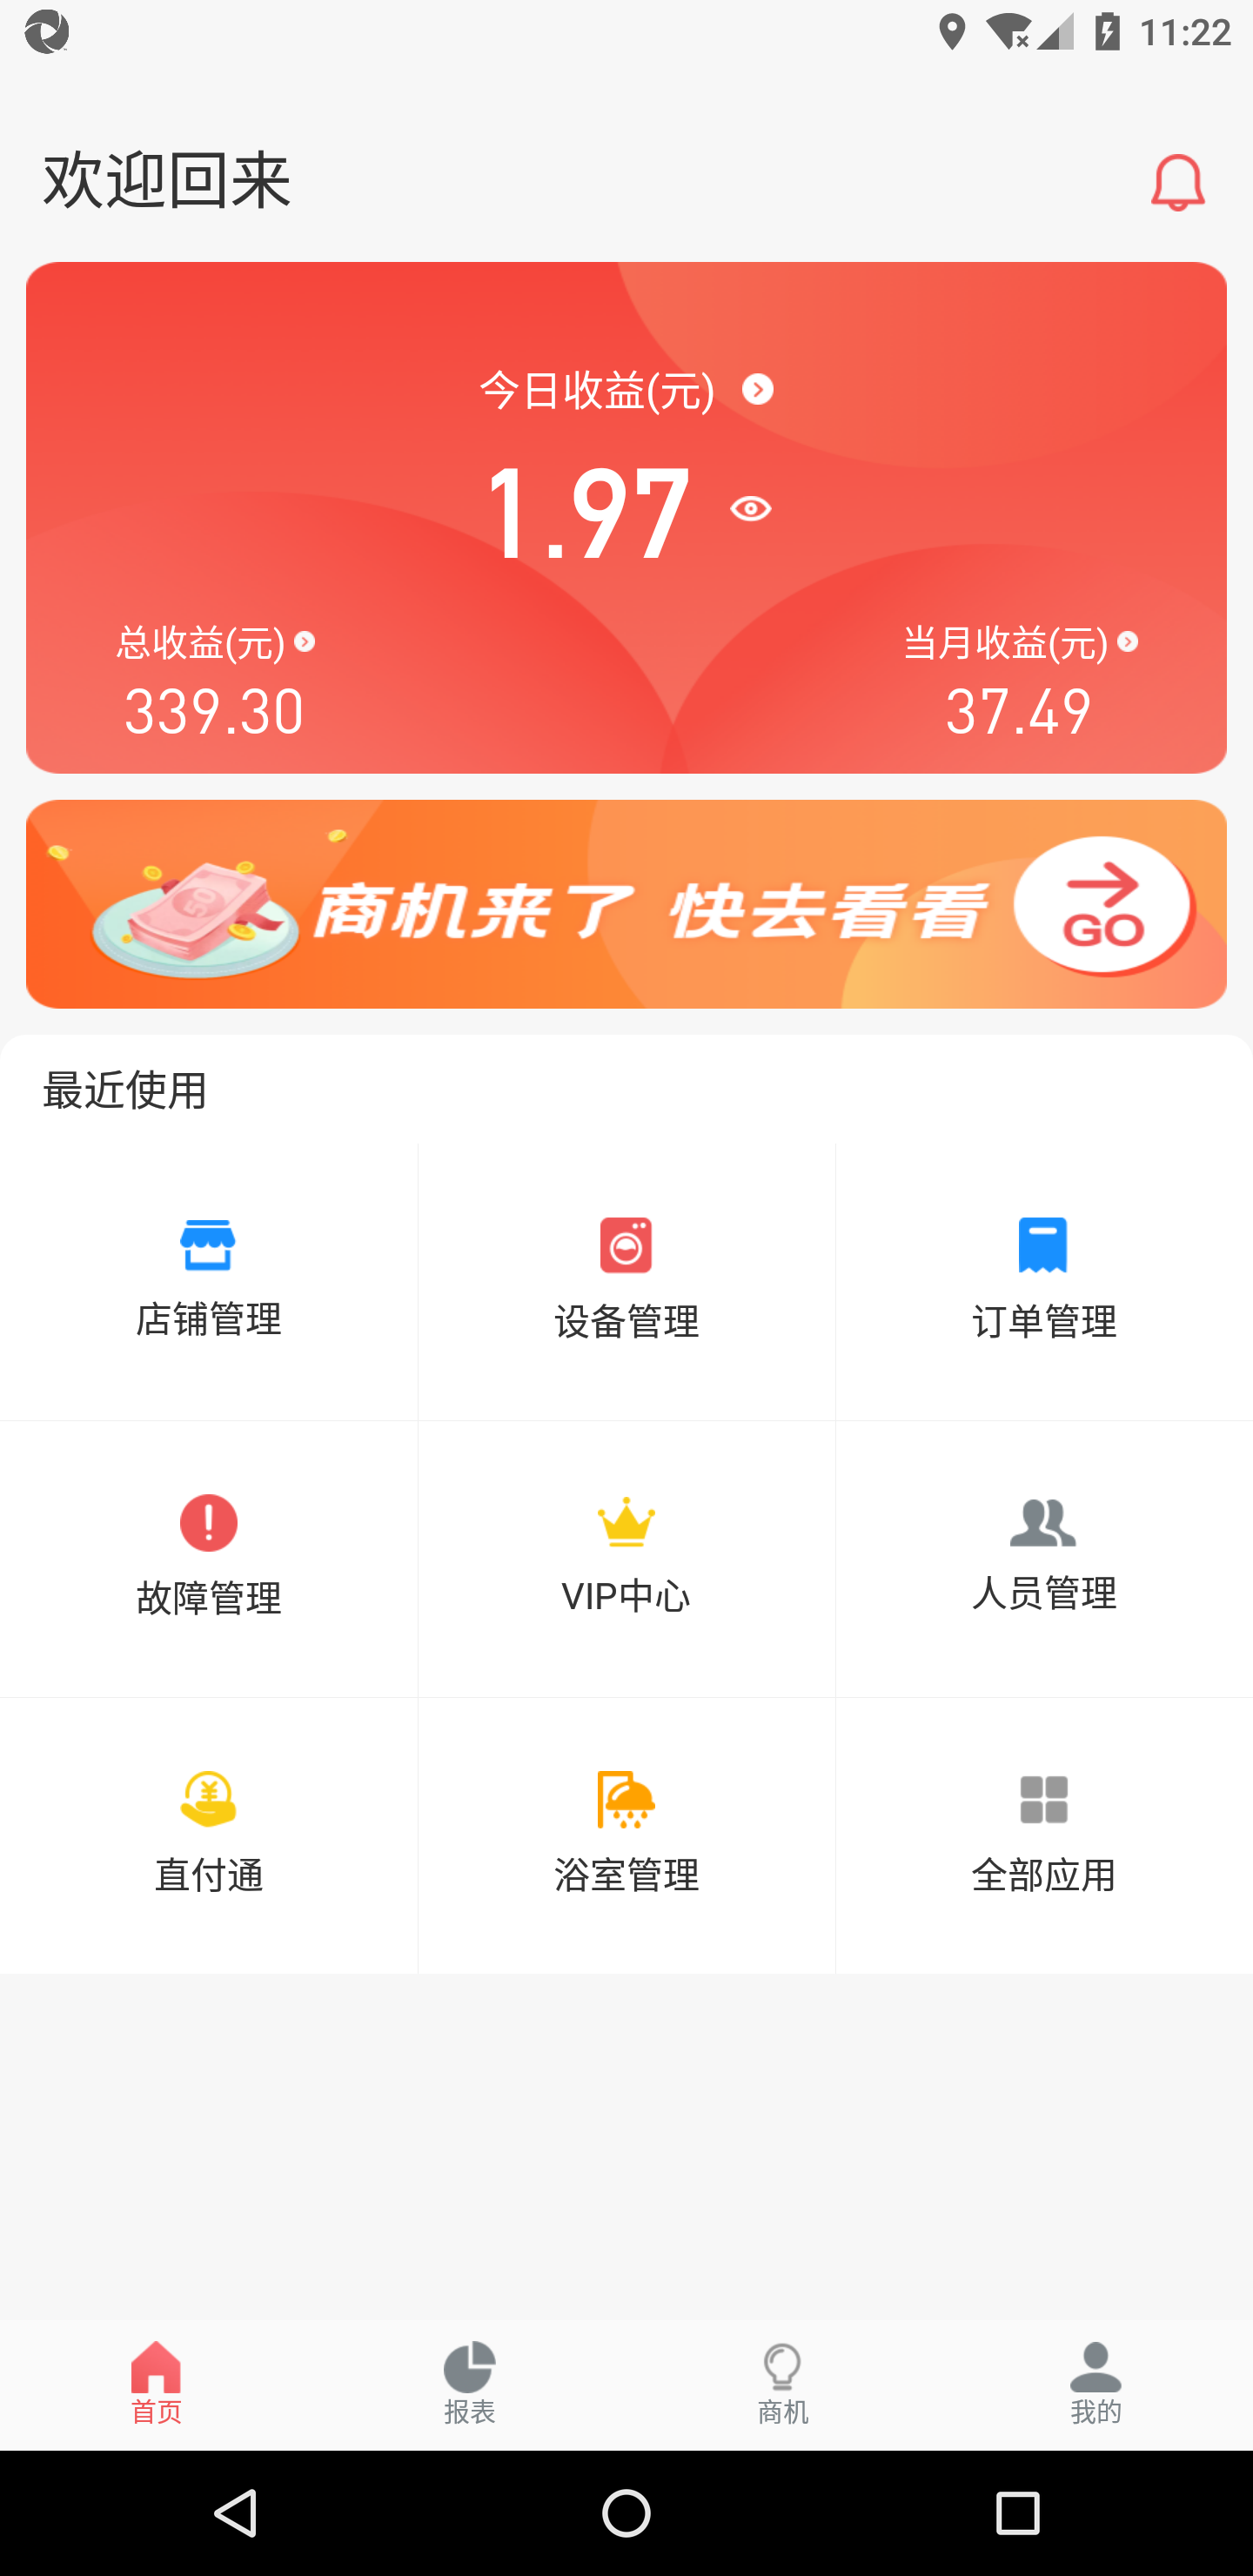 11:22
欢迎回来
今日收益(元)
1.97
总收益(元)
当月收益(元)
339.30
37.49
50
商机来了 快去看看
GO
最近使用
店铺管理
设备管理
订单管理
故障管理
VIP中心
人员管理
直付通
浴室管理
全部应用
首页
报表
商机
我的